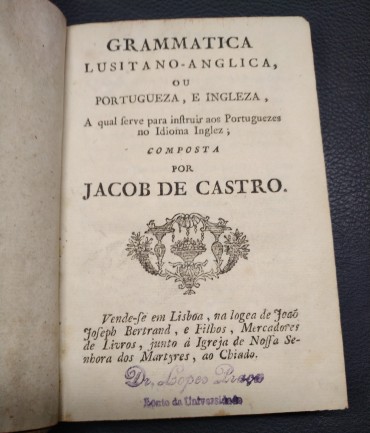 GRAMMATICA
LUSITANO-ANGLICA,
OU
PORTUGUEZA, E INGLEZA,
A qual ſerve para inſtruir aos Portuguezes
no Idioma Inglez;
COMPOSTA
POR
JACOB DE CASTRO.
Vende-ſe em Lisboa, na logea de Joaõ
Joſeph Bertrand, e Filhos, Mercadores
de Livros, junto á Igreja de Noſſa Se-
nhora dos Martyres, ao Chiado.
Dr. Lopes Praça
da